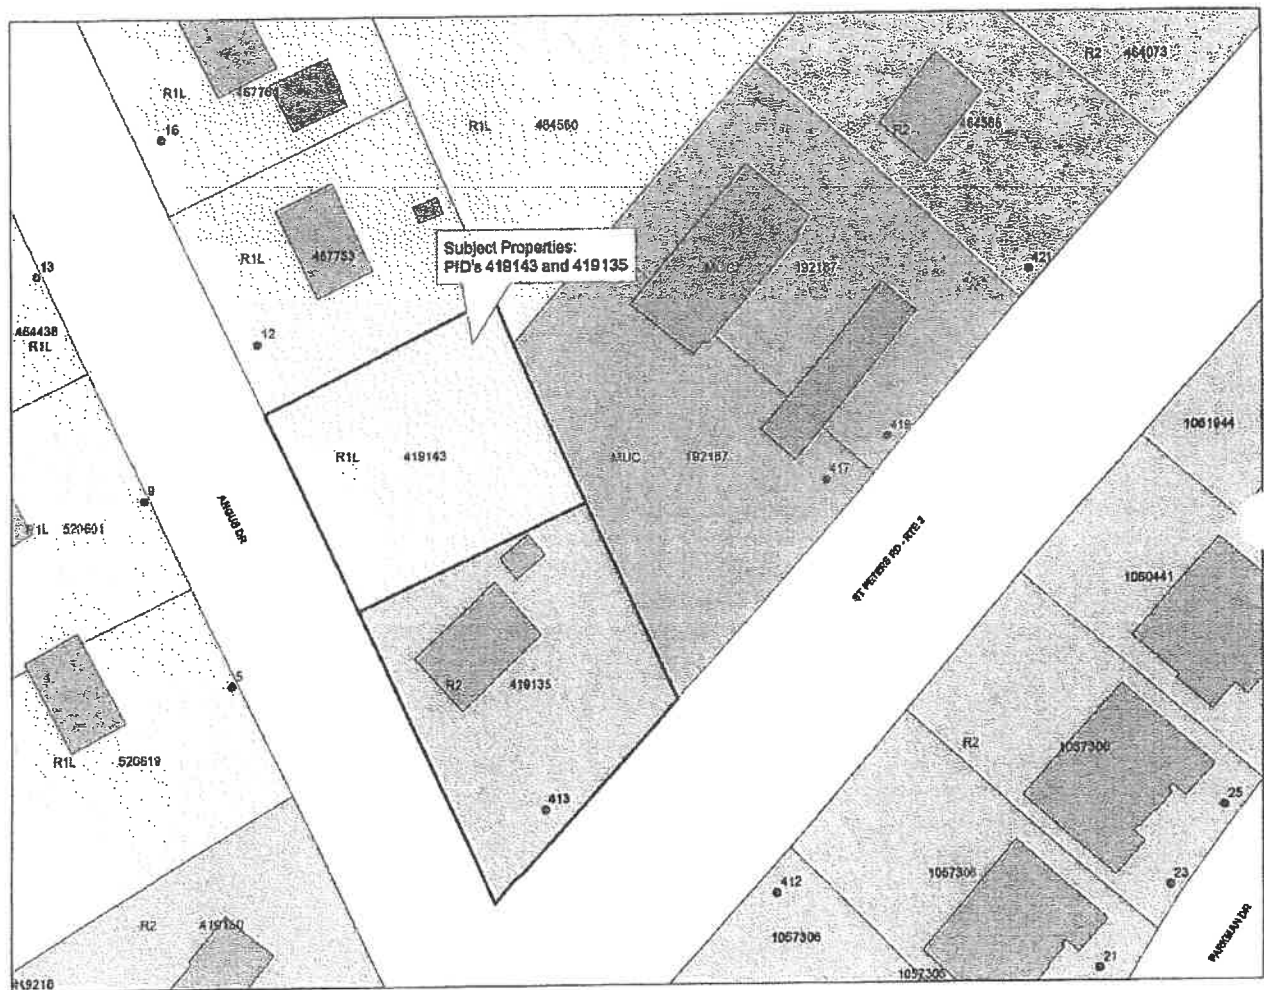 R2 464073
R1L
16
R1L 464560
R2
R1L 467753
Subject Properties:
PID's 419143 and 419135
13
421
MUC 192187
464438
R1L
12
1061944
419
R1L 419143
MUC 192187
417
9
ANGUS DR
R1L 520601
ST PETERS RD - RTE 2
1060441
R2 419135
5
R2
1057306
R1L 520619
413
25
1057306
23
412
R2 419150
1057306
PARKMAN DR
21
1057306
419218